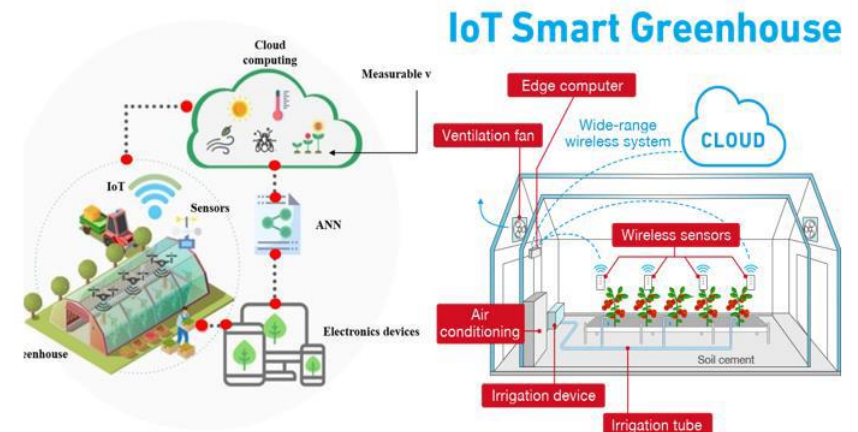 Cloud
computing
Measurable v
IoT
Sensors
ANN
Electronics devices
eenhouse
IoT Smart Greenhouse
Edge computer
Ventilation fan
Wide-range
wireless system
CLOUD
Wireless sensors
Air
conditioning
Soil cement
Irrigation device
Irrigation tube